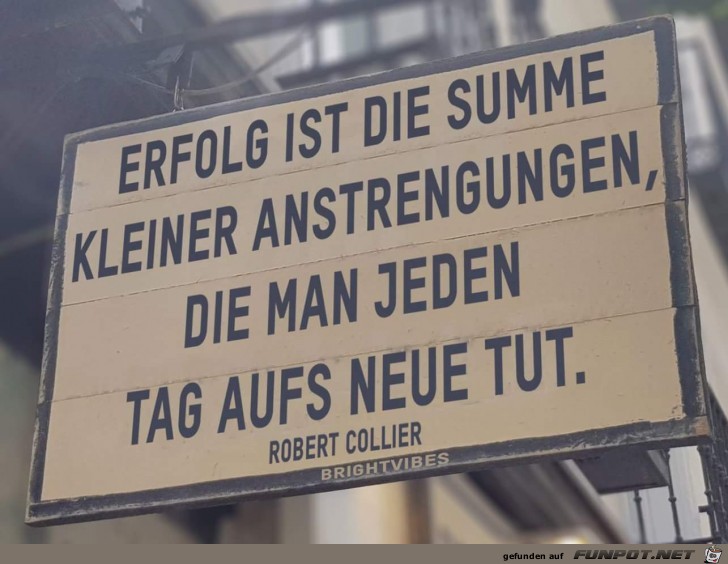 ERFOLG IST DIE SUMME
KLEINER ANSTRENGUNGEN,
DIE MAN JEDEN
TAG AUFS NEUE TUT.
ROBERT COLLIER
BRIGHTVIBES
gefunden auf FUNPOT.NET